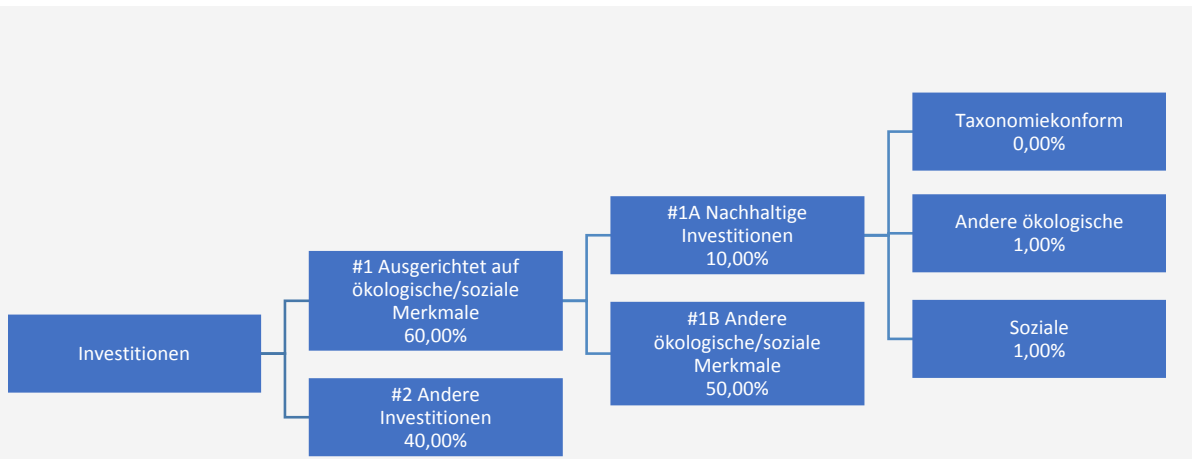 Investitionen
#1 Ausgerichtet auf
ökologische/soziale
Merkmale
60,00%
#2 Andere
Investitionen
40,00%
#1A Nachhaltige
Investitionen
10,00%
#1B Andere
ökologische/soziale
Merkmale
50,00%
Taxonomiekonform
0,00%
Andere ökologische
1,00%
Soziale
1,00%